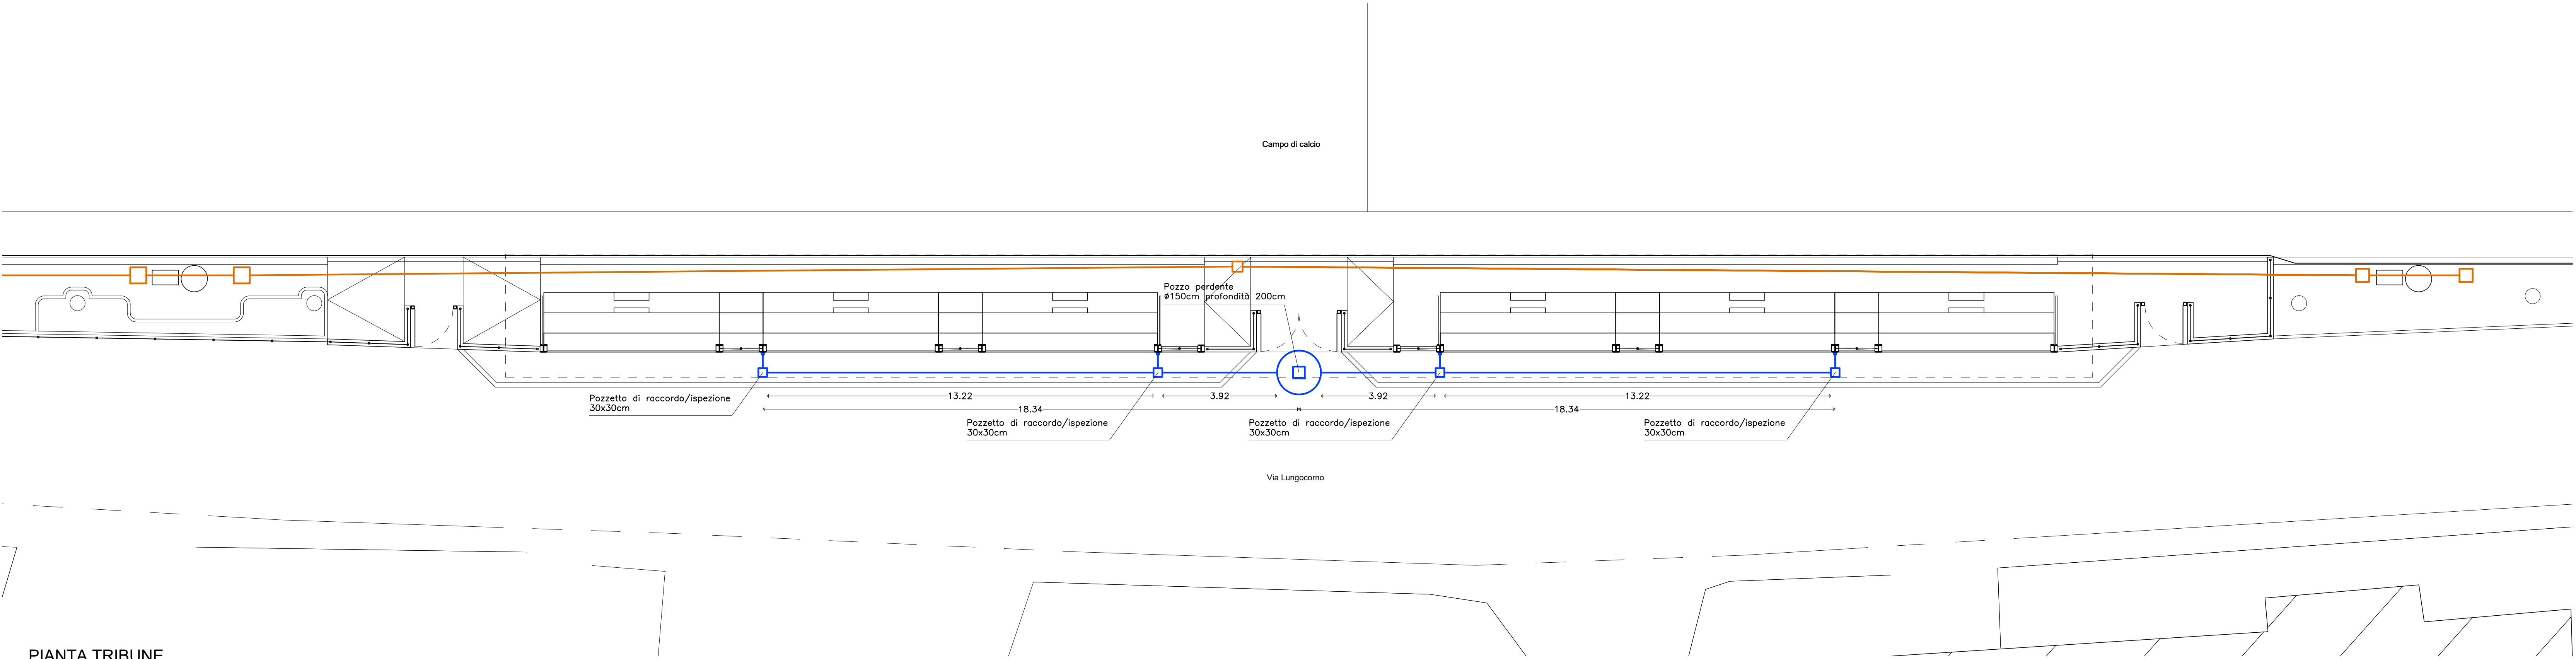 Campo di calcio
Pozzo perdente
ø150cm profondità 200cm
Pozzetto di raccordo/ispezione
30x30cm
13.22
3.92
3.92
13.22
18.34
18.34
Pozzetto di raccordo/ispezione
30x30cm
Pozzetto di raccordo/ispezione
30x30cm
Pozzetto di raccordo/ispezione
30x30cm
Via Lungocorno
PIANTA TRIBUNE